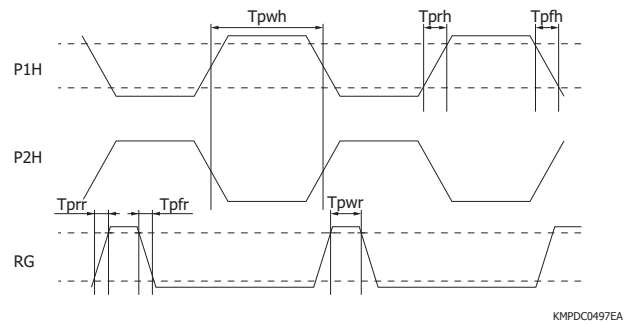 Tpwh
Tprh
Tpfh
P1H
P2H
Tprr
Tpfr
Tpwr
RG
KMPDC0497EA